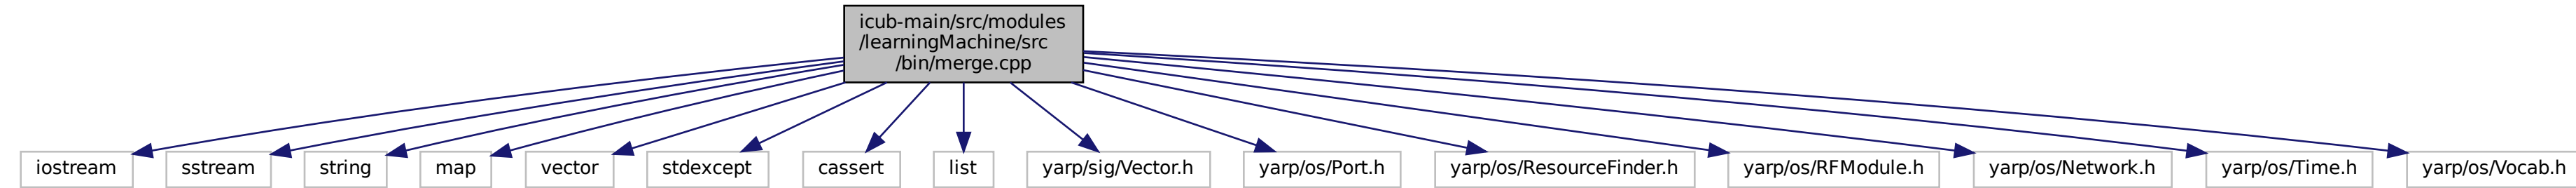 icub-main/src/modules
/learningMachine/src
/bin/merge.cpp
iostream
sstream
string
map
vector
stdexcept
cassert
list
yarp/sig/Vector.h
yarp/os/Port.h
yarp/os/ResourceFinder.h
yarp/os/RFModule.h
yarp/os/Network.h
yarp/os/Time.h
yarp/os/Vocab.h